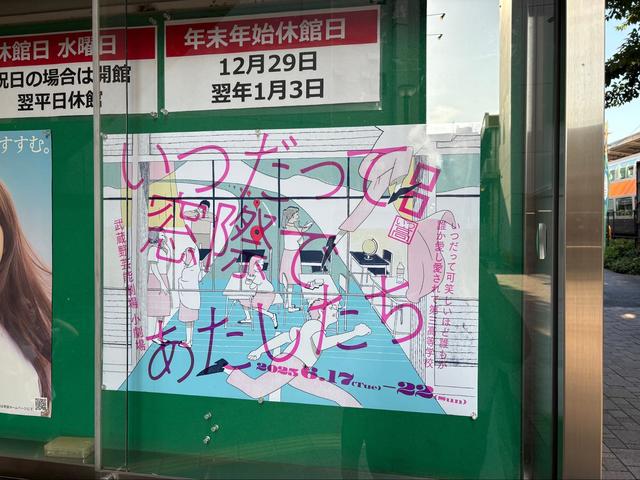 休館日 水曜日
祝日の場合は開館
翌平日休館
年末年始休館日
12月29日
翌年1月3日
すすむ。
いつだって
窓際で
あたしたち
いつだって可笑しいほど誰もが
誰か愛し愛されて第三高等学校
武蔵野芸能劇場 小劇場
2025 6.17(Tue)―22(Sun)